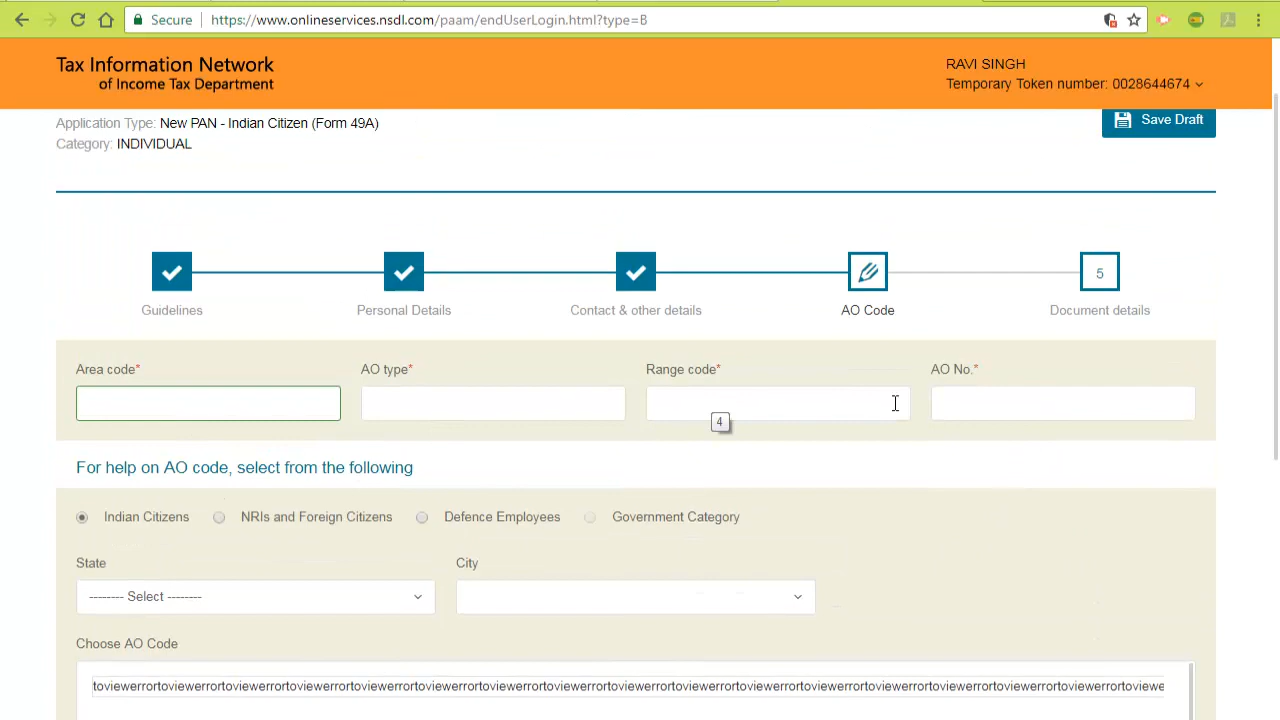 Secure https://www.onlineservices.nsdl.com/paam/endUserLogin.html?type=B
Tax Information Network
of Income Tax Department
RAVI SINGH
Temporary Token number: 0028644674
Application Type: New PAN - Indian Citizen (Form 49A)
Category: INDIVIDUAL
Save Draft
5
Guidelines Personal Details Contact & other details AO Code Document details
Area code* AO type* Range code* AO No.*
4
For help on AO code, select from the following
Indian Citizens NRIs and Foreign Citizens Defence Employees Government Category
State City
-------- Select --------
Choose AO Code
toviewerrortoviewerrortoviewerrortoviewerrortoviewerrortoviewerrortoviewerrortoviewerrortoviewerrortoviewerrortoviewerrortoviewerrortoviewerrortoviewerrortoviewerrortoviewerrortoviewe